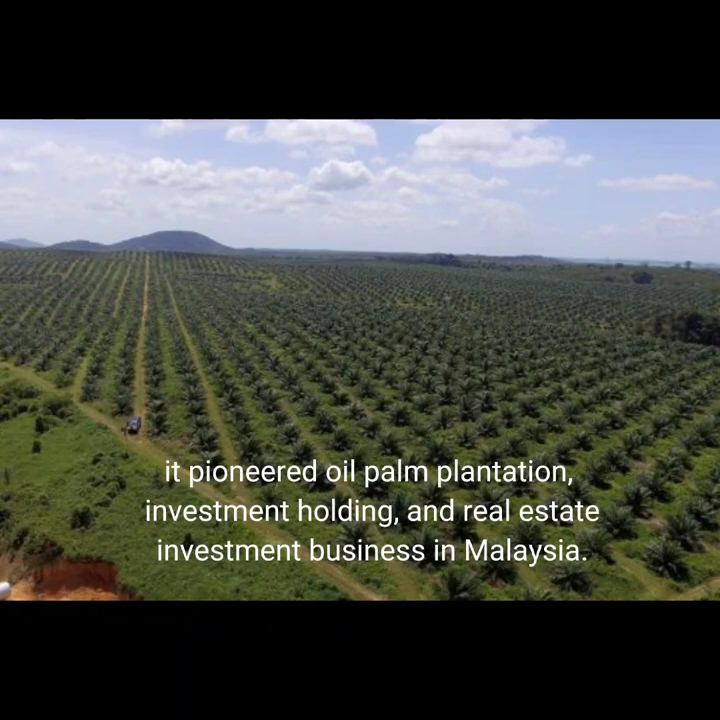 it pioneered oil palm plantation,
investment holding, and real estate
investment business in Malaysia.